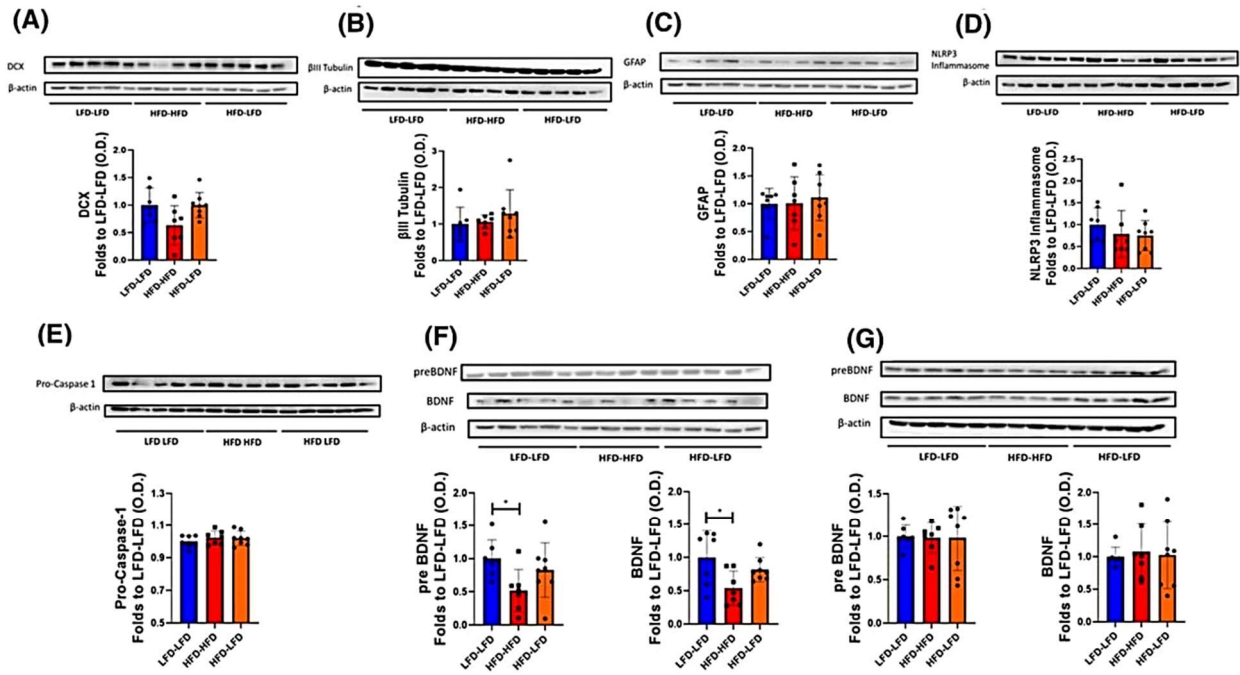 (A)
DCX
β-actin
LFD-LFD HFD-HFD HFD-LFD
DCX
Folds to LFD-LFD (O.D.)
2.0
1.5
1.0
0.5
0.0
LFD-LFD
HFD-HFD
HFD-LFD
(B)
βIII Tubulin
β-actin
LFD-LFD HFD-HFD HFD-LFD
βIII Tubulin
Folds to LFD-LFD (O.D.)
3
2
1
0
LFD-LFD
HFD-HFD
HFD-LFD
(C)
GFAP
β-actin
LFD-LFD HFD-HFD HFD-LFD
GFAP
Folds to LFD-LFD (O.D.)
2.0
1.5
1.0
0.5
0.0
LFD-LFD
HFD-HFD
HFD-LFD
(D)
NLRP3
Inflammasome
β-actin
LFD-LFD HFD-HFD HFD-LFD
NLRP3 Inflammasome
Folds to LFD-LFD (O.D.)
2.5
2.0
1.5
1.0
0.5
0.0
LFD-LFD
HFD-HFD
HFD-LFD
(E)
Pro-Caspase 1
β-actin
LFD LFD HFD HFD HFD LFD
Pro-Caspase-1
Folds to LFD-LFD (O.D.)
1.3
1.1
0.9
0.7
0.5
LFD-LFD
HFD-HFD
HFD-LFD
(F)
preBDNF
BDNF
β-actin
LFD-LFD HFD-HFD HFD-LFD
pre BDNF
Folds to LFD-LFD (O.D.)
2.0
1.5
1.0
0.5
0.0
*
LFD-LFD
HFD-HFD
HFD-LFD
BDNF
Folds to LFD-LFD (O.D.)
2.0
1.5
1.0
0.5
0.0
*
LFD-LFD
HFD-HFD
HFD-LFD
(G)
preBDNF
BDNF
β-actin
LFD-LFD HFD-HFD HFD-LFD
pre BDNF
Folds to LFD-LFD (O.D.)
1.5
1.0
0.5
0.0
LFD-LFD
HFD-HFD
HFD-LFD
BDNF
Folds to LFD-LFD (O.D.)
2.0
1.5
1.0
0.5
0.0
LFD-LFD
HFD-HFD
HFD-LFD